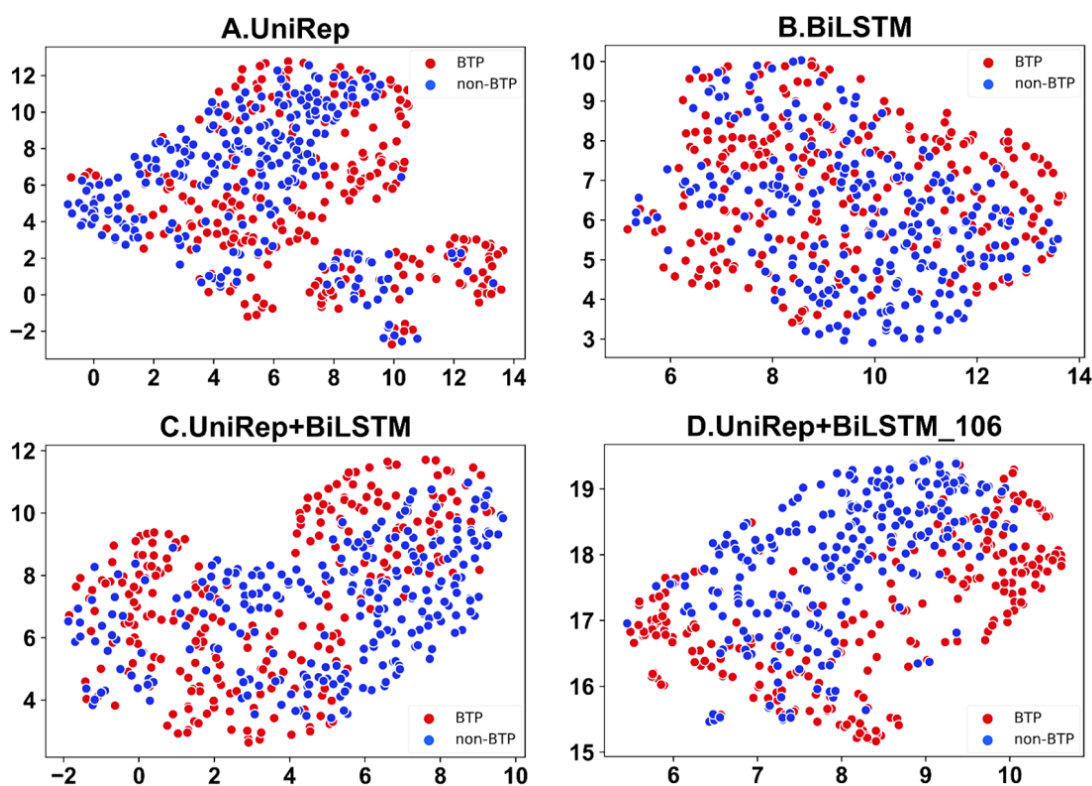 A.UniRep
BTP
non-BTP
12
10
8
6
4
2
0
−2
0 2 4 6 8 10 12 14
B.BiLSTM
BTP
non-BTP
10
9
8
7
6
5
4
3
6 8 10 12 14
C.UniRep+BiLSTM
12
10
8
6
4
BTP
non-BTP
−2 0 2 4 6 8 10
D.UniRep+BiLSTM_106
19
18
17
16
15
BTP
non-BTP
6 7 8 9 10